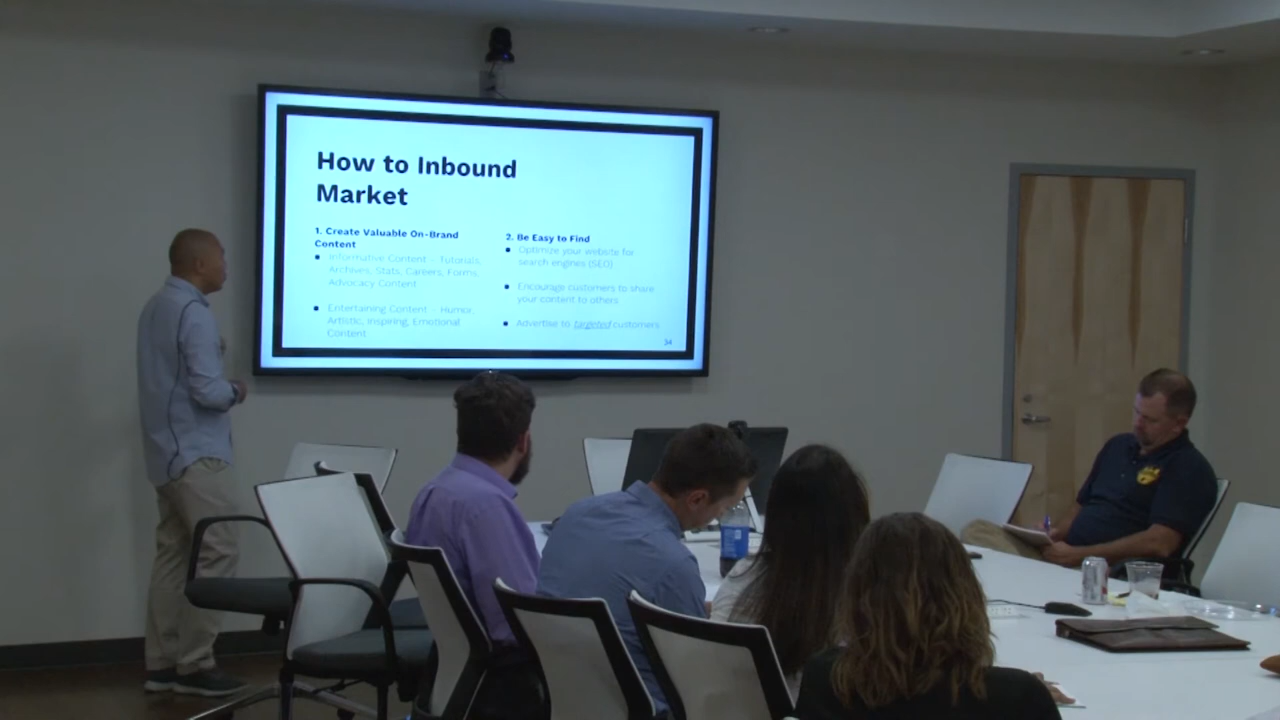 How to Inbound
Market
1. Create Valuable On-Brand
Content
Informative Content - Tutorials,
Archives, Stats, Careers, Forms,
Advocacy Content
Entertaining Content - Humor,
Artistic, Inspiring, Emotional
Content
2. Be Easy to Find
Optimize your website for
search engines (SEO)
Encourage customers to share
your content to others
Advertise to targeted customers
34